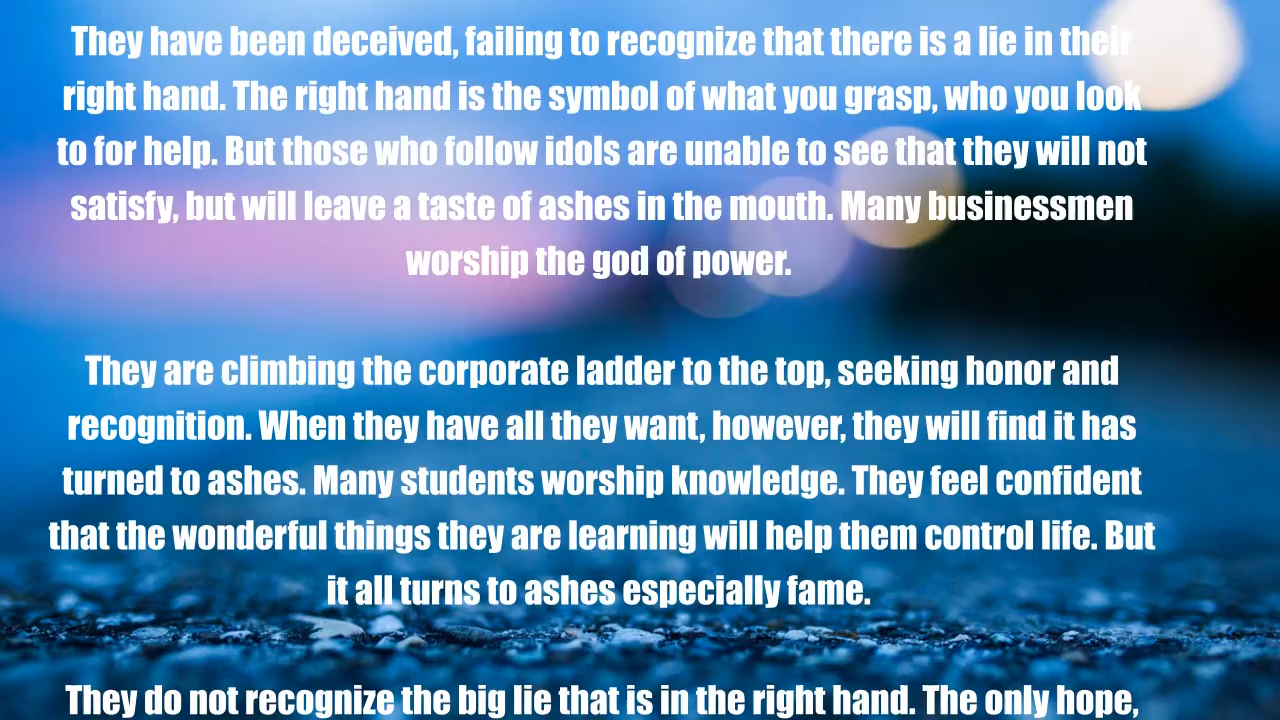 They have been deceived, failing to recognize that there is a lie in their
right hand. The right hand is the symbol of what you grasp, who you look
to for help. But those who follow idols are unable to see that they will not
satisfy, but will leave a taste of ashes in the mouth. Many businessmen
worship the god of power.
They are climbing the corporate ladder to the top, seeking honor and
recognition. When they have all they want, however, they will find it has
turned to ashes. Many students worship knowledge. They feel confident
that the wonderful things they are learning will help them control life. But
it all turns to ashes especially fame.
They do not recognize the big lie that is in the right hand. The only hope,